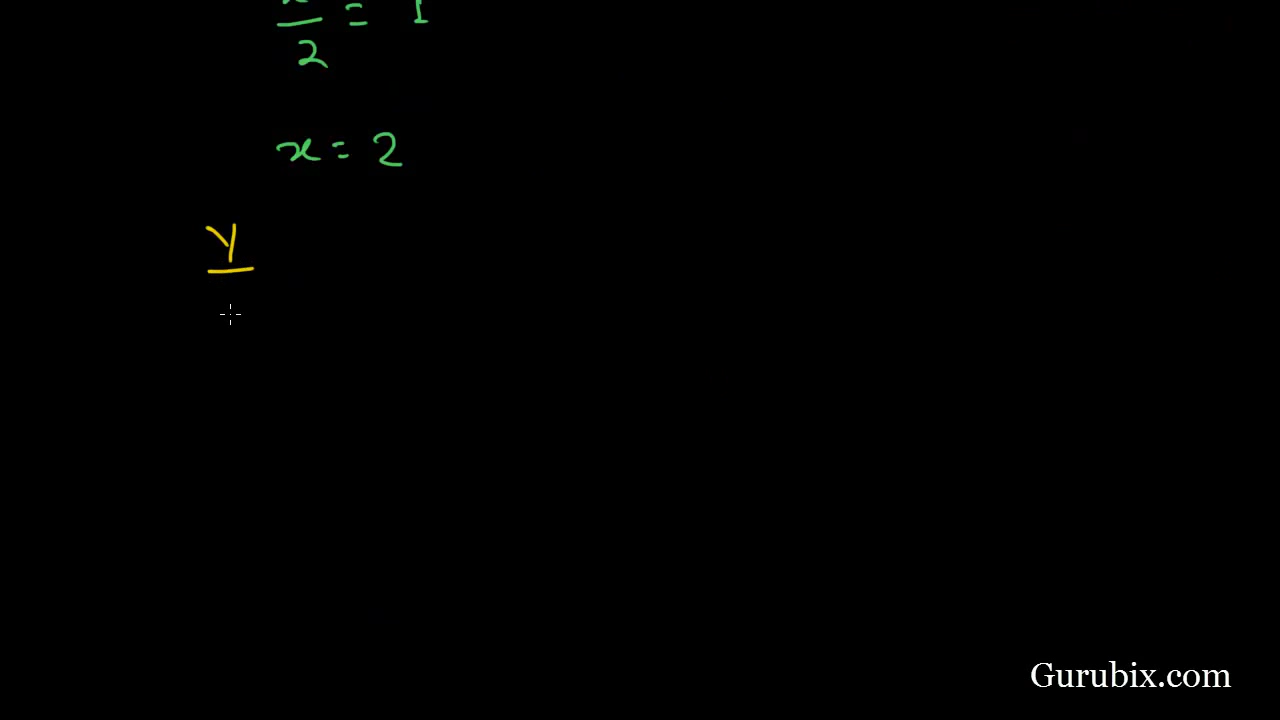 x/2 = 1
x = 2
y
Gurubix.com